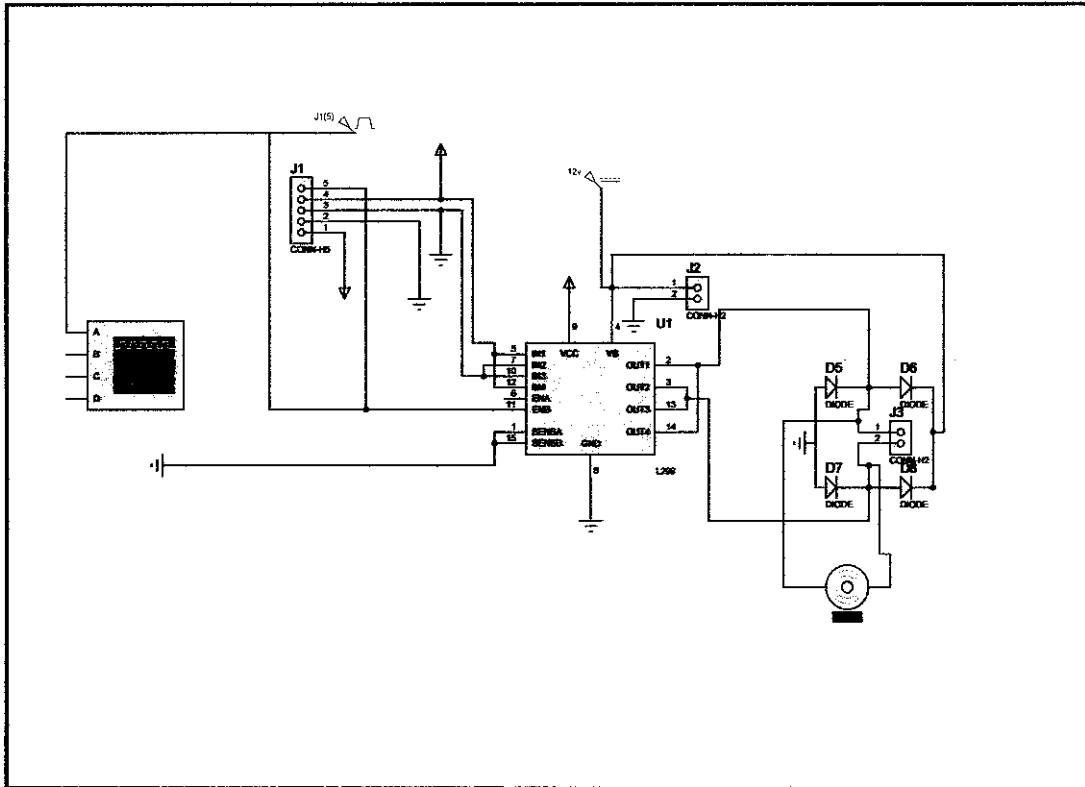 J1(5)
J1
5
4
3
2
1
CONN-H5
12v
J2
1
2
CONN-H2
U1
A
B
C
D
9
4
VCC
VS
5
IN1
7
IN2
10
IN3
12
IN4
6
ENA
11
ENB
1
SENSA
15
SENSB
GND
8
OUT1
2
OUT2
3
OUT3
13
OUT4
14
L298
D5
DIODE
D6
DIODE
J3
1
2
CONN-H2
D7
DIODE
D8
DIODE